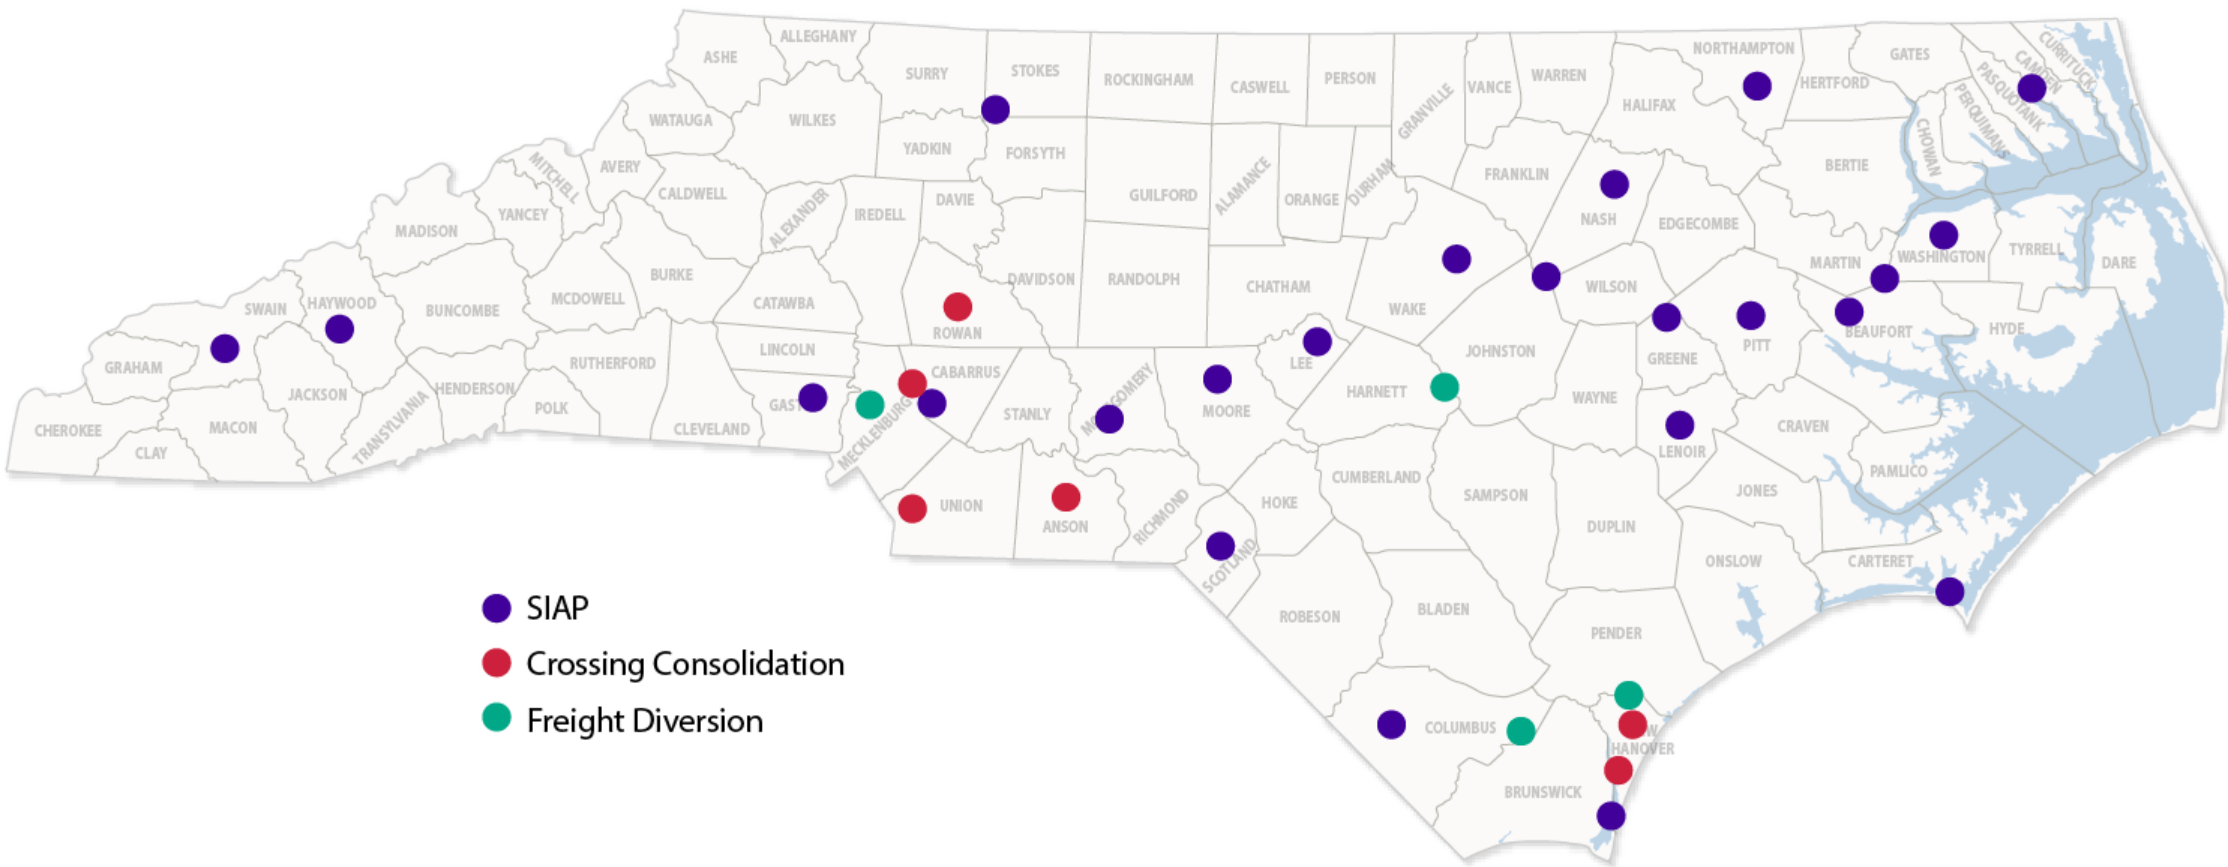 ALLEGHANY
ASHE
SURRY
STOKES
ROCKINGHAM
CASWELL
PERSON
GRANVILLE
VANCE
WARREN
NORTHAMPTON
HALIFAX
HERTFORD
GATES
CURRITUCK
CAMDEN
PASQUOTANK
PERQUIMANS
CHOWAN
WATAUGA
WILKES
YADKIN
FORSYTH
GUILFORD
ALAMANCE
ORANGE
DURHAM
FRANKLIN
NASH
EDGECOMBE
BERTIE
MITCHELL
AVERY
CALDWELL
ALEXANDER
IREDELL
DAVIE
MADISON
YANCEY
BURKE
MCDOWELL
BUNCOMBE
CATAWBA
ROWAN
DAVIDSON
RANDOLPH
CHATHAM
WAKE
WILSON
MARTIN
WASHINGTON
TYRRELL
DARE
SWAIN
HAYWOOD
GRAHAM
JACKSON
RUTHERFORD
LINCOLN
CABARRUS
MONTGOMERY
MOORE
LEE
HARNETT
JOHNSTON
GREENE
PITT
BEAUFORT
HYDE
CHEROKEE
CLAY
MACON
TRANSYLVANIA
HENDERSON
POLK
CLEVELAND
GAST
MECKLENBURG
STANLY
WAYNE
LENOIR
CRAVEN
PAMLICO
UNION
ANSON
RICHMOND
SCOTLAND
HOKE
CUMBERLAND
SAMPSON
DUPLIN
JONES
ONSLOW
CARTERET
ROBESON
BLADEN
PENDER
COLUMBUS
BRUNSWICK
HANOVER
SIAP
Crossing Consolidation
Freight Diversion